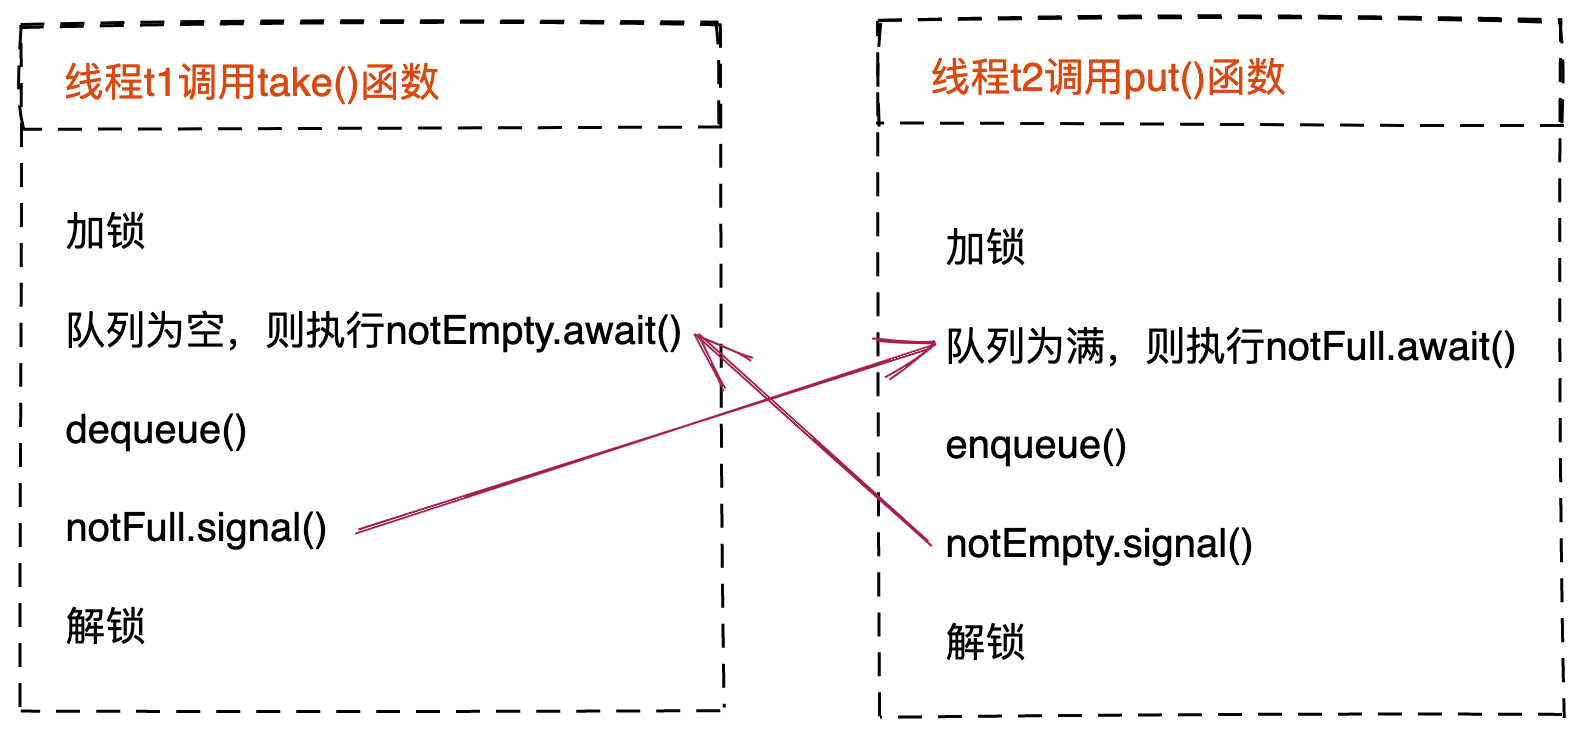 线程t1调用take()函数
加锁
队列为空，则执行notEmpty.await()
dequeue()
notFull.signal()
解锁
线程t2调用put()函数
加锁
队列为满，则执行notFull.await()
enqueue()
notEmpty.signal()
解锁